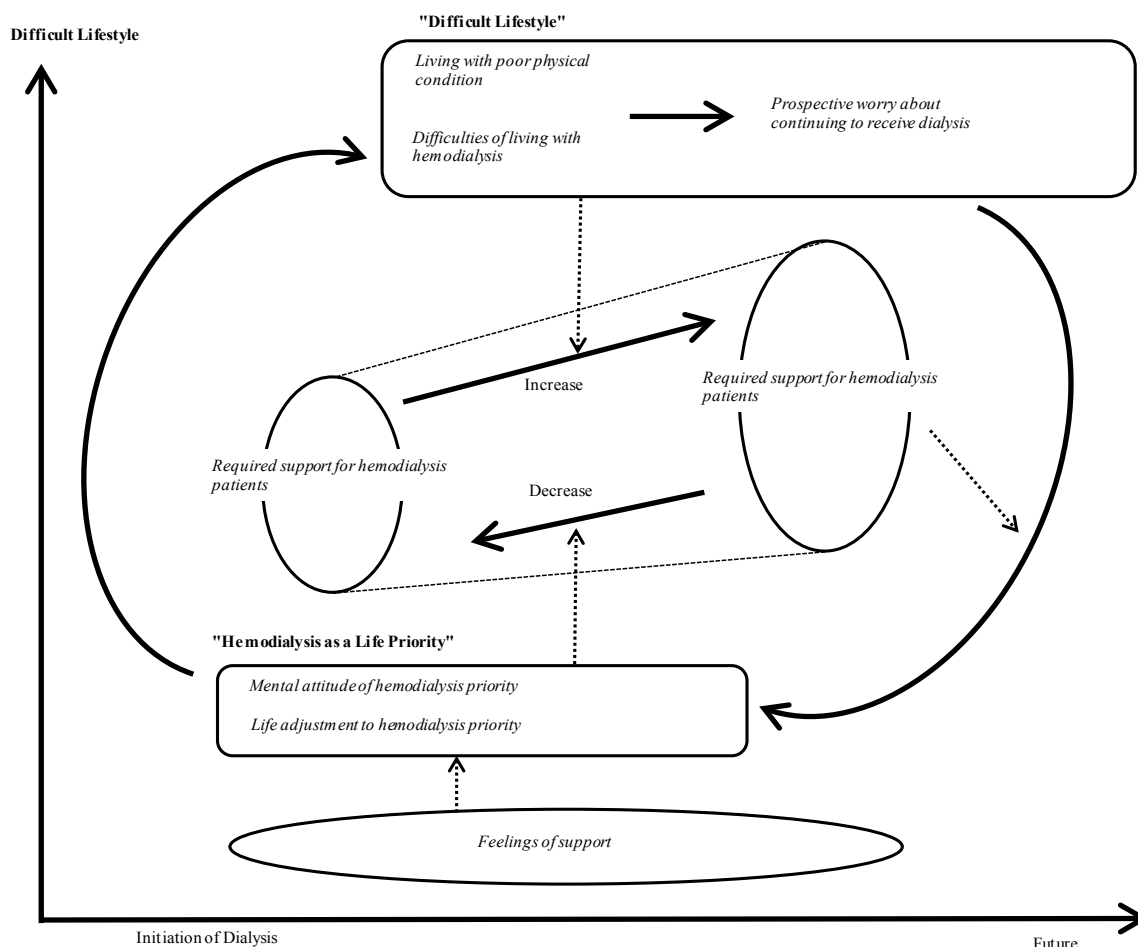 "Difficult Lifestyle"
Difficult Lifestyle
Living with poor physical
condition
Prospective worry about
continuing to receive dialysis
Difficulties of living with
hemodialysis
Increase
Required support for hemodialysis
patients
Required support for hemodialysis
patients
Decrease
"Hemodialysis as a Life Priority"
Mental attitude of hemodialysis priority
Life adjustment to hemodialysis priority
Feelings of support
Initiation of Dialysis
Future